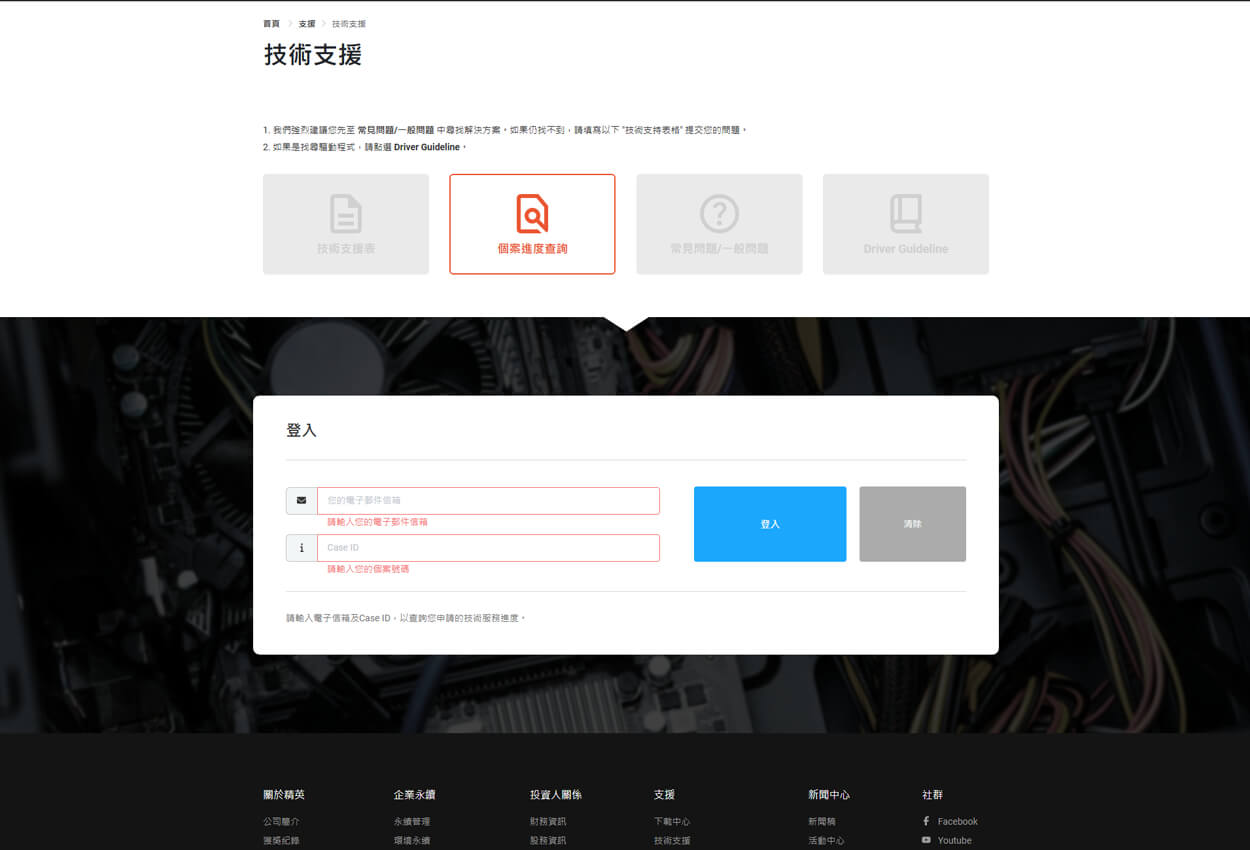 首頁 > 支援 > 技術支援
技術支援
1. 我們強烈建議您先至 常見問題/一般問題 中尋找解決方案，如果仍找不到，請填寫以下 "技術支持表格" 提交您的問題。
2. 如果是找尋驅動程式，請點選 Driver Guideline。
技術支援表
個案進度查詢
常見問題/一般問題
Driver Guideline
登入
您的電子郵件信箱
請輸入您的電子郵件信箱
Case ID
請輸入您的個案號碼
登入
清除
請輸入電子信箱及Case ID，以查詢您申請的技術服務進度。
關於精英
企業永續
投資人關係
支援
新聞中心
社群
公司簡介
永續管理
財務資訊
下載中心
新聞稿
Facebook
獲獎紀錄
環境永續
股務資訊
技術支援
活動中心
Youtube